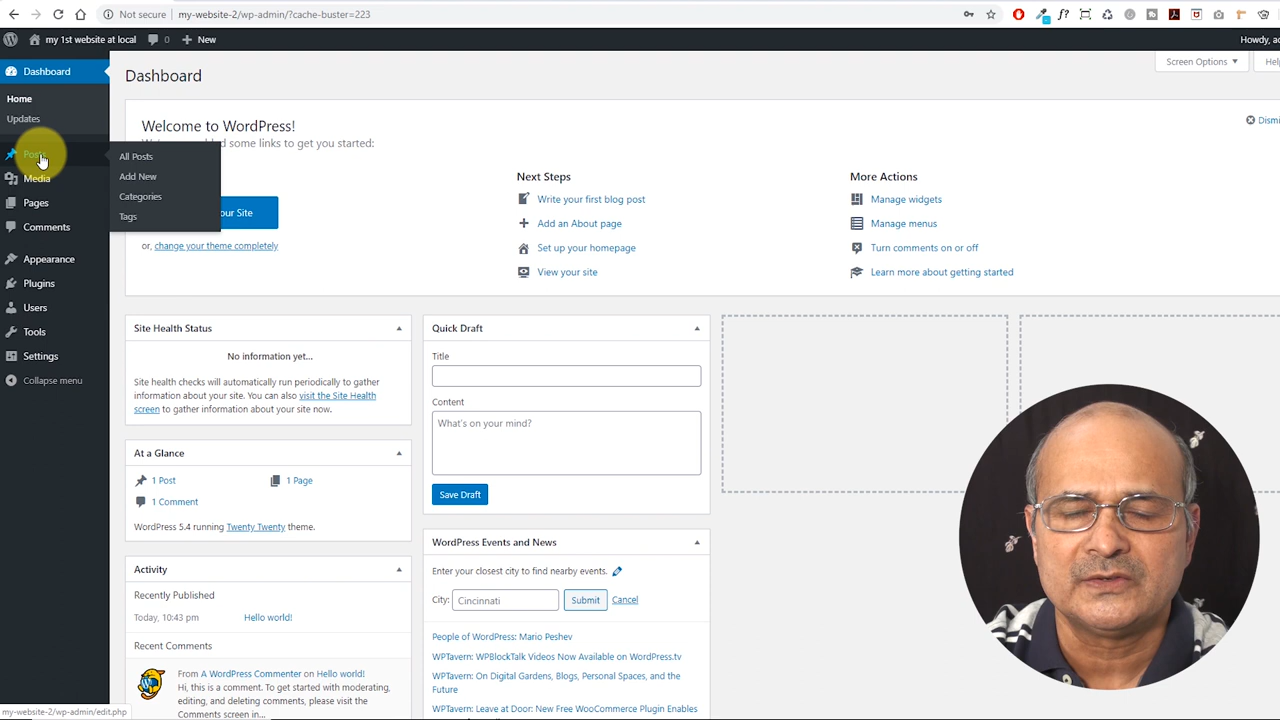 Not secure
my-website-2/wp-admin/?cache-buster=223
my 1st website at local
0
New
Howdy,
Dashboard
Home
Updates
Posts
Media
Pages
Comments
Appearance
Plugins
Users
Tools
Settings
Collapse menu
All Posts
Add New
Categories
Tags
Dashboard
Screen Options
Welcome to WordPress!
some links to get you started:
our Site
or, change your theme completely
Next Steps
Write your first blog post
Add an About page
Set up your homepage
View your site
More Actions
Manage widgets
Manage menus
Turn comments on or off
Learn more about getting started
Site Health Status
No information yet...
Site health checks will automatically run periodically to gather
information about your site. You can also visit the Site Health
screen to gather information about your site now.
At a Glance
1 Post
1 Page
1 Comment
WordPress 5.4 running Twenty Twenty theme.
Activity
Recently Published
Today, 10:43 pm
Hello world!
Recent Comments
From A WordPress Commenter on Hello world!
Hi, this is a comment. To get started with moderating,
editing, and deleting comments, please visit the
Comments screen in...
Quick Draft
Title
Content
What's on your mind?
Save Draft
WordPress Events and News
Enter your closest city to find nearby events.
City:
Cincinnati
Submit
Cancel
People of WordPress: Mario Peshev
WPTavern: WPBlockTalk Videos Now Available on WordPress.tv
WPTavern: On Digital Gardens, Blogs, Personal Spaces, and the
Future
WPTavern: Leave at Door: New Free WooCommerce Plugin Enables
my-website-2/wp-admin/edit.php